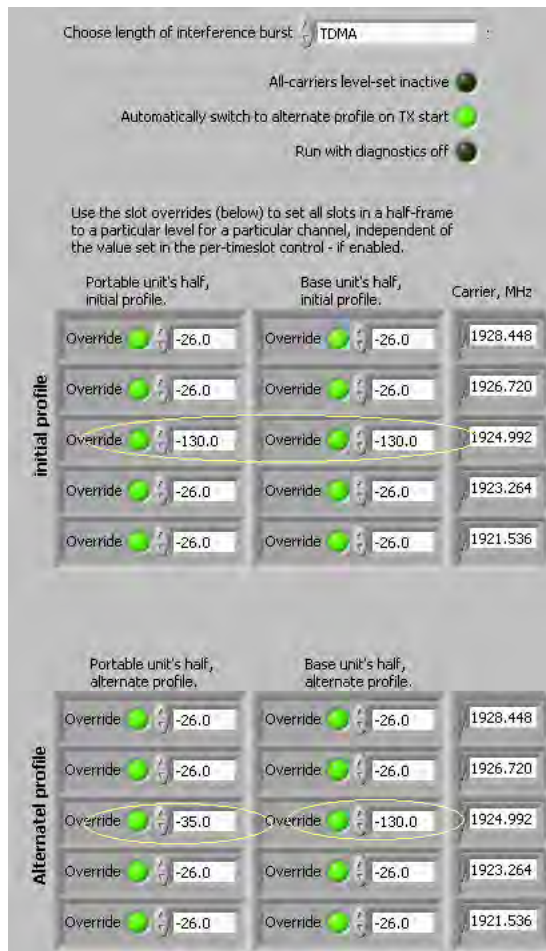 Choose length of interference burst TDMA
All-carriers level-set inactive
Automatically switch to alternate profile on TX start
Run with diagnostics off
Use the slot overrides (below) to set all slots in a half-frame
to a particular level for a particular channel, independent of
the value set in the per-timeslot control - if enabled.
Portable unit's half,
initial profile.
Base unit's half,
initial profile.
Carrier, MHz
initial profile
Override -26.0 Override -26.0 1928.448
Override -26.0 Override -26.0 1926.720
Override -130.0 Override -130.0 1924.992
Override -26.0 Override -26.0 1923.264
Override -26.0 Override -26.0 1921.536
Portable unit's half,
alternate profile.
Base unit's half,
alternate profile.
Alternatel profile
Override -26.0 Override -26.0 1928.448
Override -26.0 Override -26.0 1926.720
Override -35.0 Override -130.0 1924.992
Override -26.0 Override -26.0 1923.264
Override -26.0 Override -26.0 1921.536